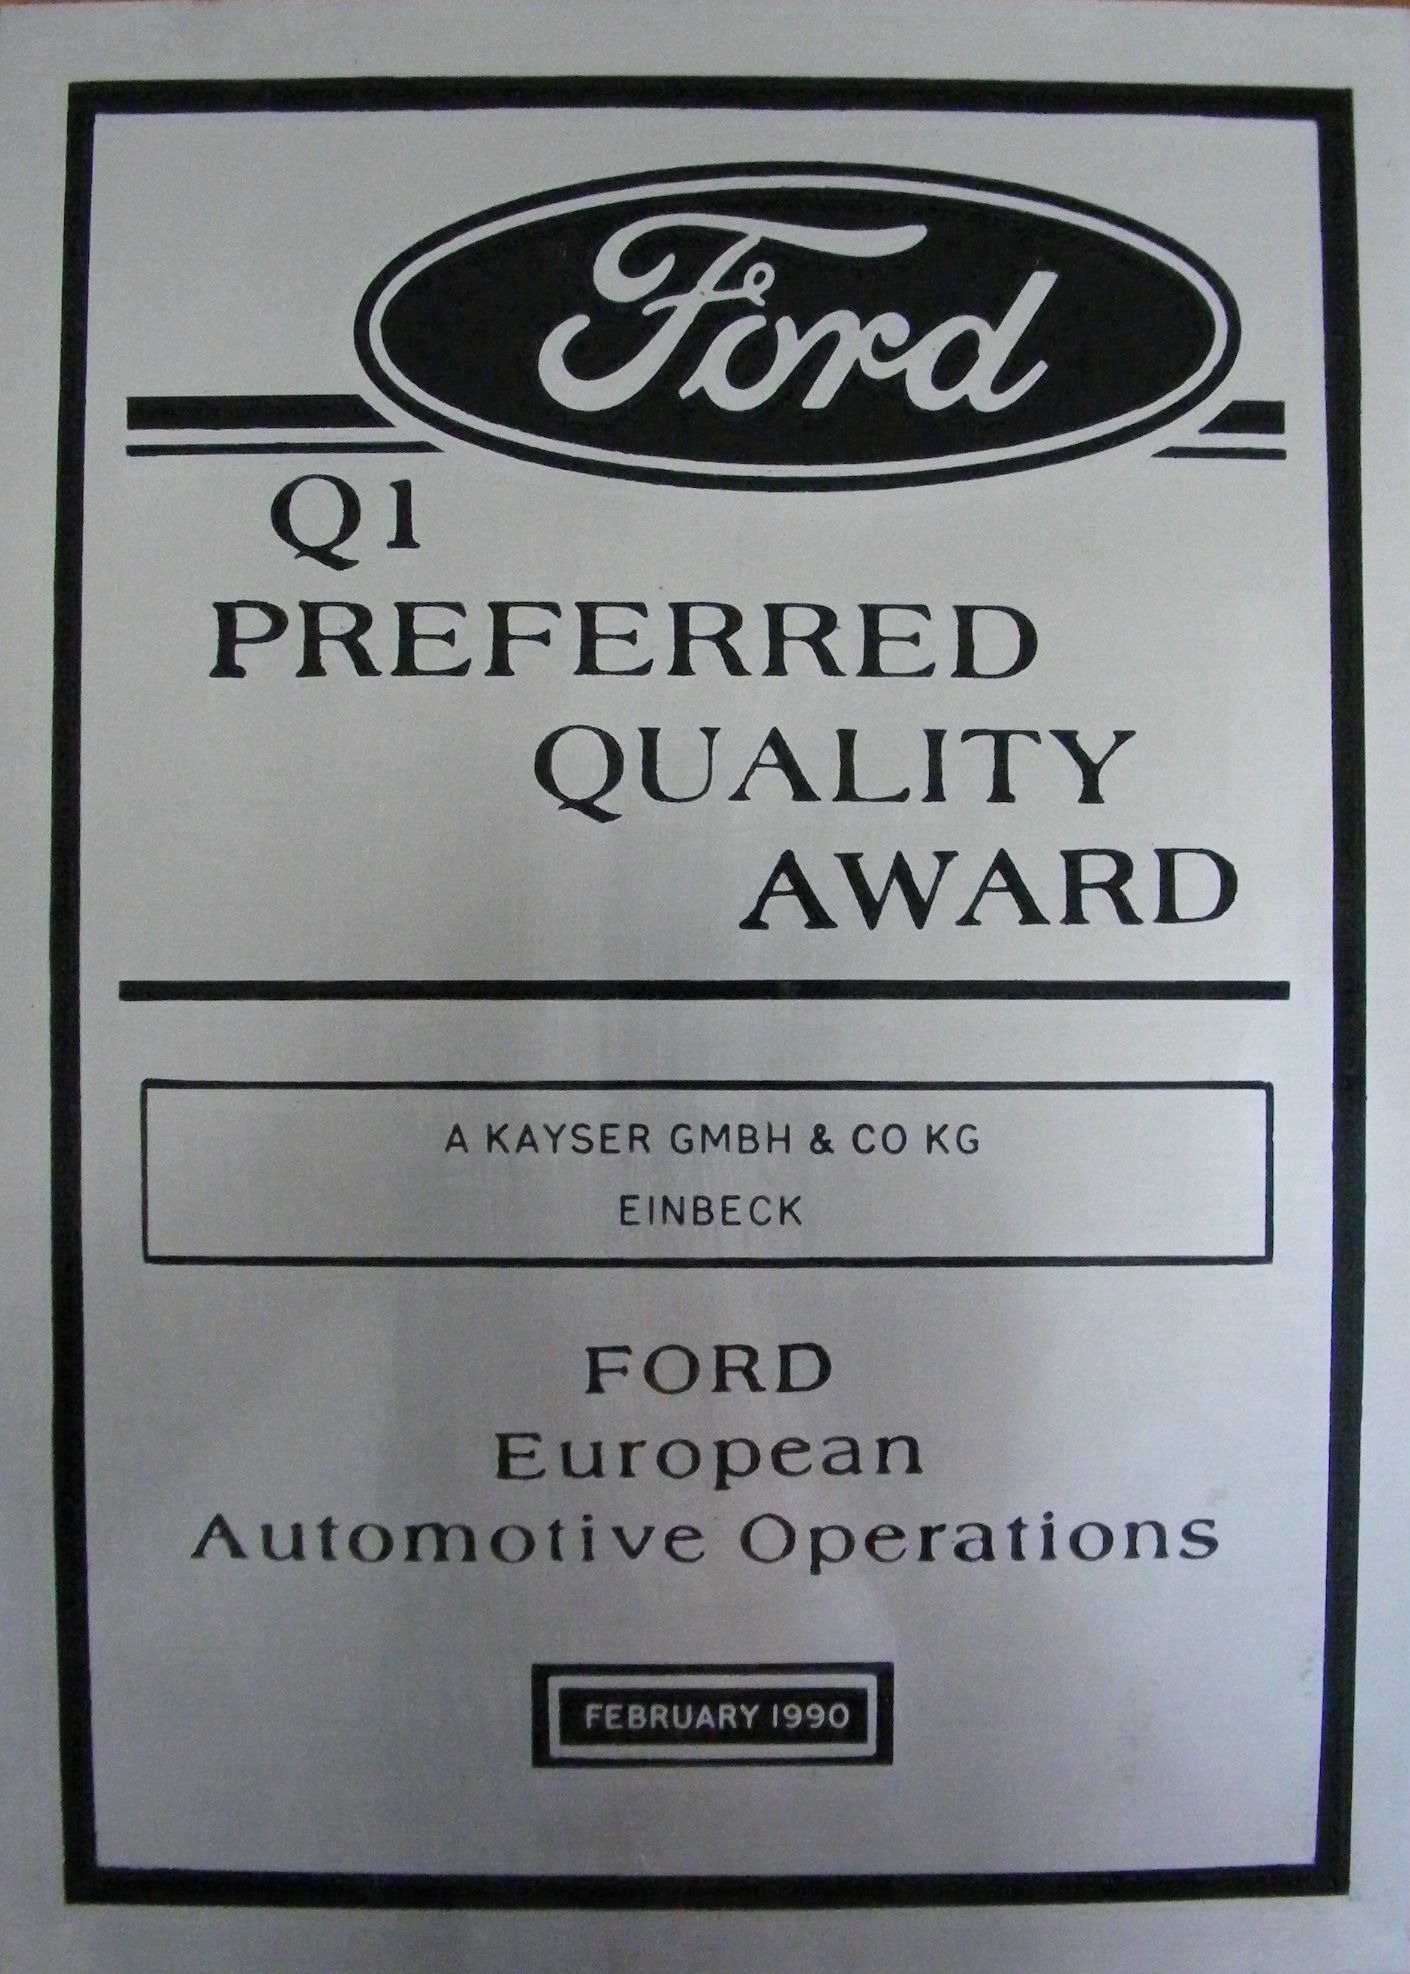 Ford
Q1
PREFERRED
QUALITY
AWARD
A KAYSER GMBH & CO KG
EINBECK
FORD
European
Automotive Operations
FEBRUARY 1990